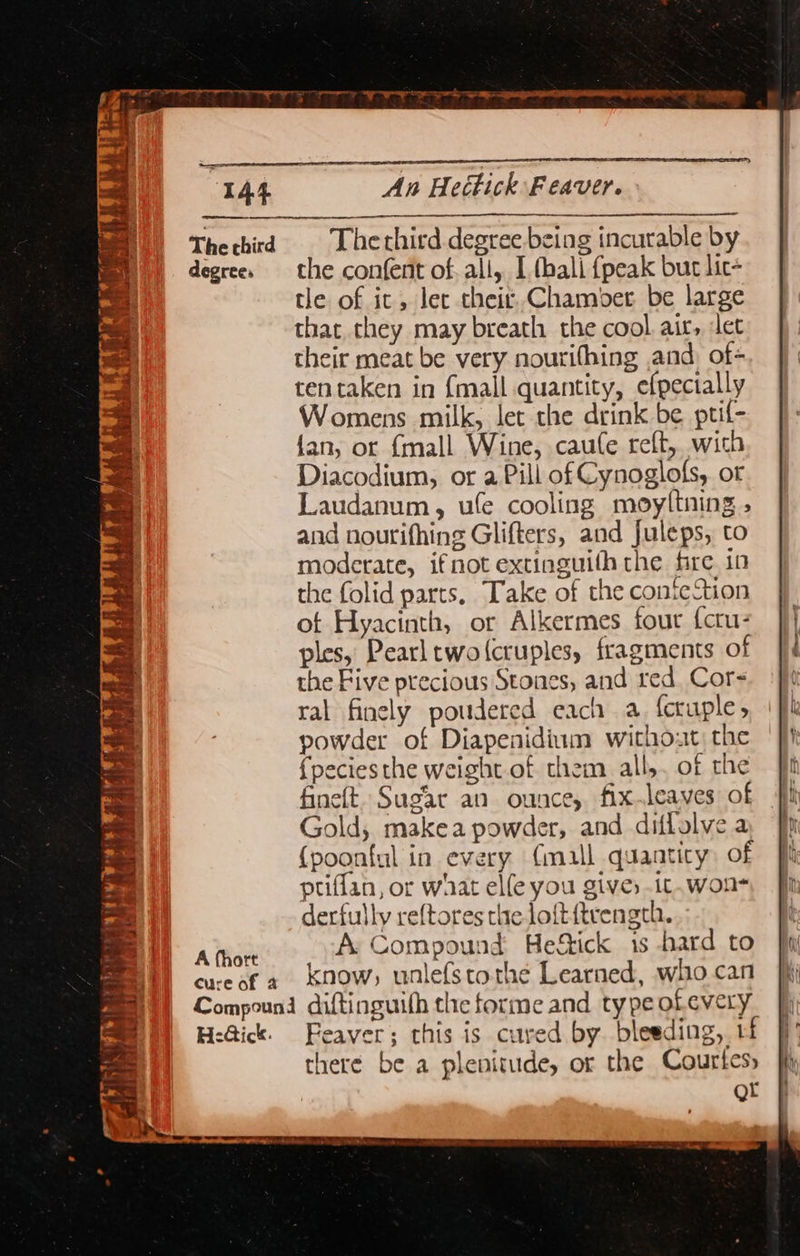 144 An Hectick Feaver.
The third
degree.
The third degree being incurable by
the conſent of all, I ſhall ſpeak but lit-
tle of it, let their Chamber be large
that they may breath the cool air, let
their meat be very nouriſhing and of-
ten taken in ſmall quantity, eſpecially
Womens milk, let the drink be ptiſ-
ſan, or ſmall Wine, cauſe reſt, with
Diacodium, or a Pill of Cynogloſs, or
Laudanum, uſe cooling moyſtning,
and nouriſhing Gliſters, and Juleps, to
moderate, if not extinguiſh the fire in
the ſolid parts. Take of the confection
of Hyacinth, or Alkermes four ſcru-
ples, Pearl two ſcruples, fragments of
the Five precious Stones, and red Cor-
ral finely poudered each a ſcruple,
powder of Diapenidium without the
ſpecies the weight of them all, of the
fineſt Sugar an ounce, ſix leaves of
Gold, make a powder, and diſſolve a
ſpoonful in every ſmall quantity of
ptiſſan, or what elſe you give, it won-
derfully reſtores the loſt ſtrength.
A ſhort
cure of a
Compound
Hectick.
A Compound Hectick is hard to
know, unleſs to the Learned, who can
diſtinguiſh the forme and type of every
Feaver; this is cured by bleeding, if
there be a plenitude, or the Courſes,
or